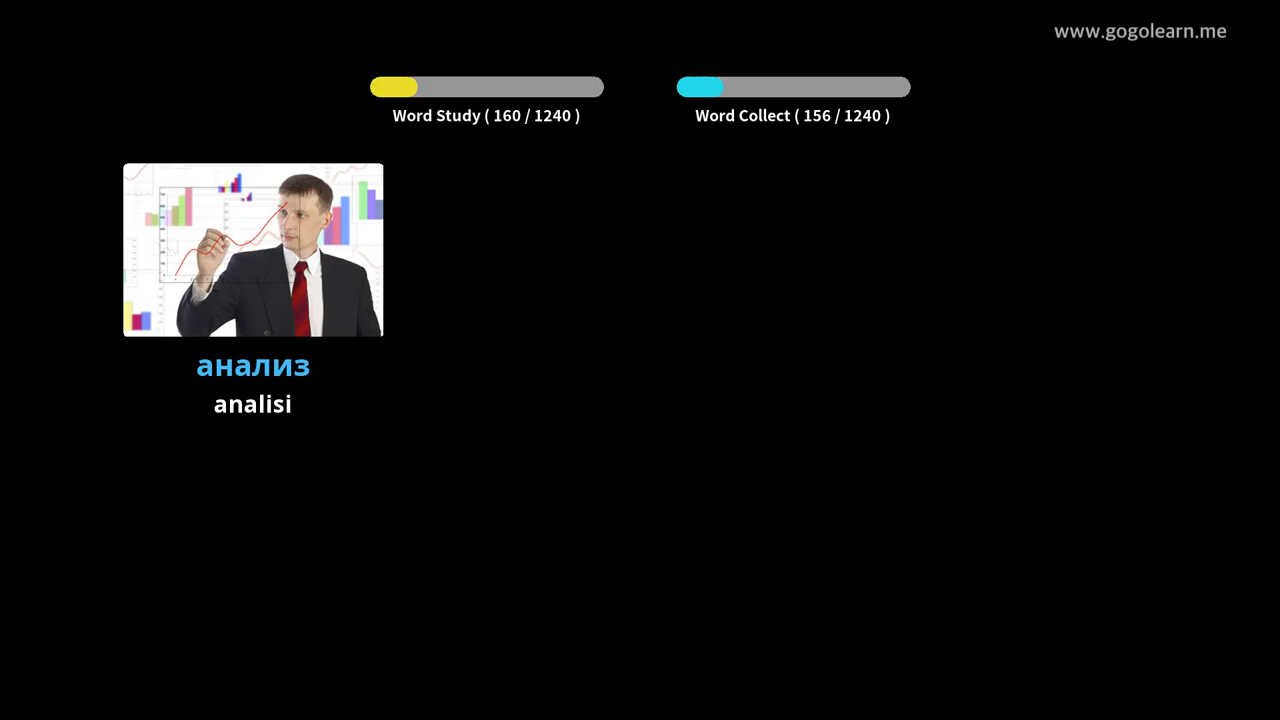 www.gogolearn.me
Word Study ( 160 / 1240 )
Word Collect ( 156 / 1240 )
анализ
analisi